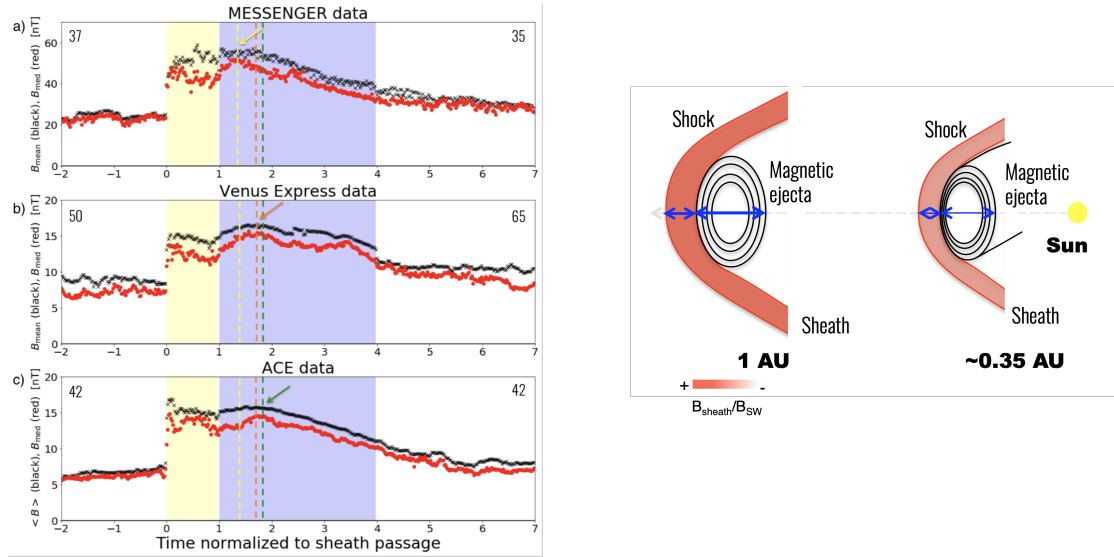 MESSENGER data
a)
B_mean (black), B_med (red) [nT]
37
35
60
40
20
0
−2 −1 0 1 2 3 4 5 6 7
Venus Express data
b)
B_mean (black), B_med (red) [nT]
50
65
20
15
10
5
0
−2 −1 0 1 2 3 4 5 6 7
ACE data
c)
< B > (black), B_med (red) [nT]
42
42
20
15
10
5
0
−2 −1 0 1 2 3 4 5 6 7
Time normalized to sheath passage
Shock
Magnetic
ejecta
Sheath
1 AU
+ -
B_sheath/B_SW
Shock
Magnetic
ejecta
Sun
Sheath
~0.35 AU